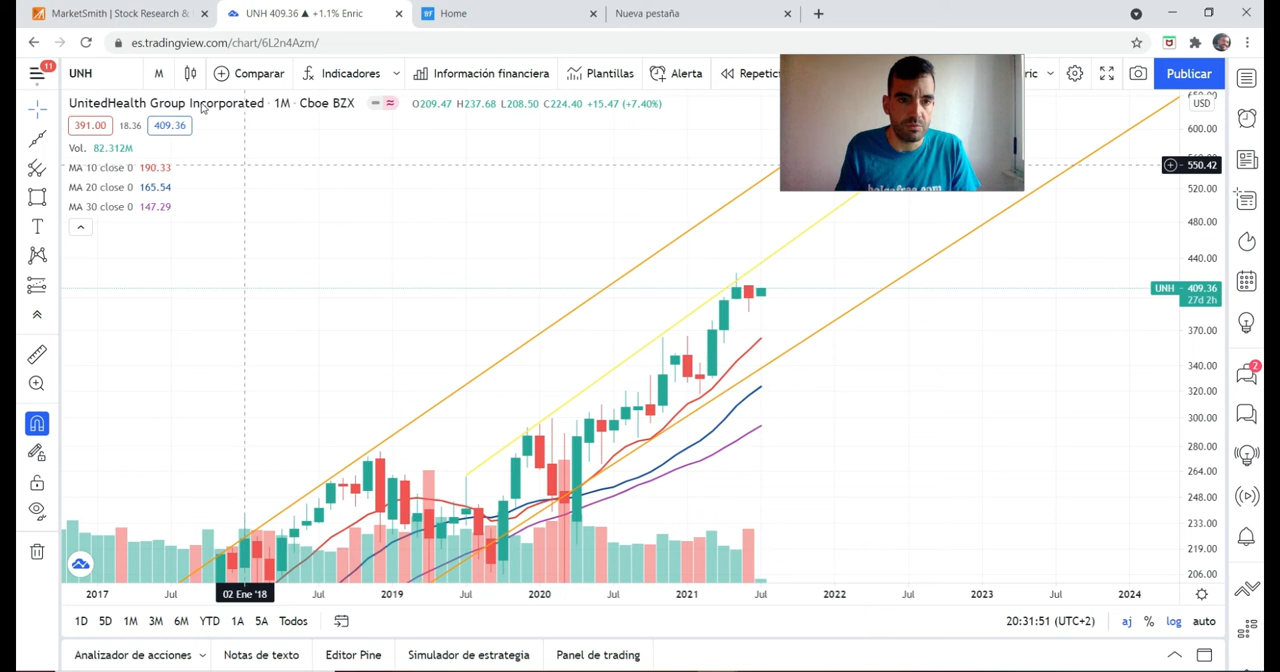 MarketSmith | Stock Research &
UNH 409.36 ▲ +1.1% Enric
Home
Nueva pestaña
es.tradingview.com/chart/6L2n4Azm/
11
UNH
M
Comparar
Indicadores
Información financiera
Plantillas
Alerta
Repetic
ric
Publicar
UnitedHealth Group Incorporated · 1M · Cboe BZX
O209.47 H237.68 L208.50 C224.40 +15.47 (+7.40%)
USD
391.00
18.36
409.36
600.00
Vol. 82.312M
MA 10 close 0 190.33
550.42
MA 20 close 0 165.54
520.00
MA 30 close 0 147.29
480.00
440.00
UNH 409.36
27d 2h
370.00
340.00
2
320.00
300.00
280.00
264.00
248.00
233.00
219.00
206.00
2017
Jul
02 Ene '18
Jul
2019
Jul
2020
Jul
2021
Jul
2022
Jul
2023
Jul
2024
1D
5D
1M
3M
6M
YTD
1A
5A
Todos
20:31:51 (UTC+2)
aj
%
log
auto
Analizador de acciones
Notas de texto
Editor Pine
Simulador de estrategia
Panel de trading